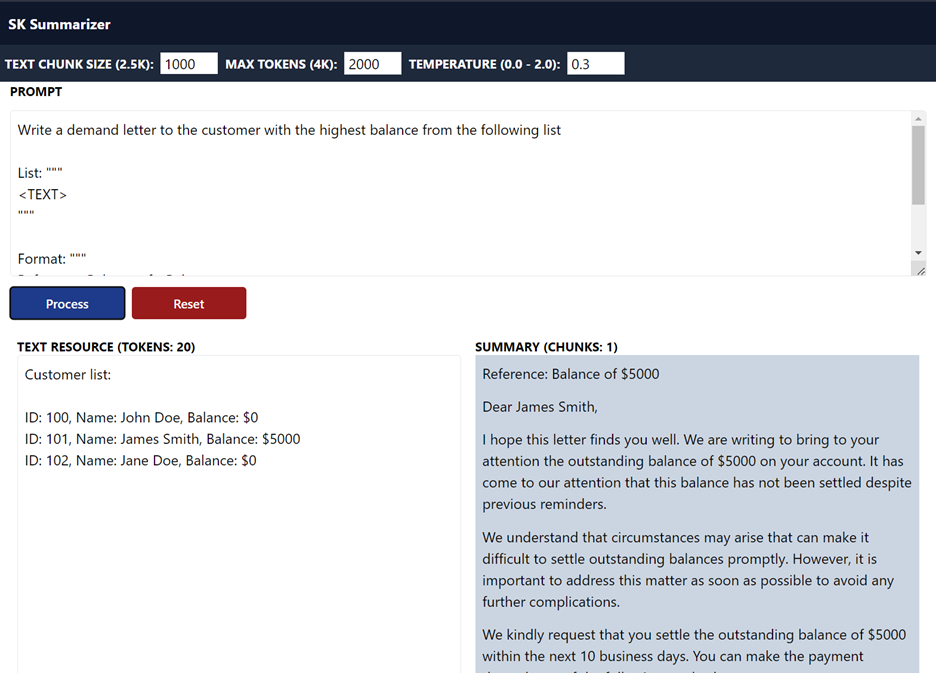 SK Summarizer
TEXT CHUNK SIZE (2.5K): 1000 MAX TOKENS (4K): 2000 TEMPERATURE (0.0 - 2.0): 0.3
PROMPT
Write a demand letter to the customer with the highest balance from the following list
List: """
<TEXT>
"""
Format: """
Process Reset
TEXT RESOURCE (TOKENS: 20)
Customer list:
ID: 100, Name: John Doe, Balance: $0
ID: 101, Name: James Smith, Balance: $5000
ID: 102, Name: Jane Doe, Balance: $0
SUMMARY (CHUNKS: 1)
Reference: Balance of $5000
Dear James Smith,
I hope this letter finds you well. We are writing to bring to your
attention the outstanding balance of $5000 on your account. It has
come to our attention that this balance has not been settled despite
previous reminders.
We understand that circumstances may arise that can make it
difficult to settle outstanding balances promptly. However, it is
important to address this matter as soon as possible to avoid any
further complications.
We kindly request that you settle the outstanding balance of $5000
within the next 10 business days. You can make the payment